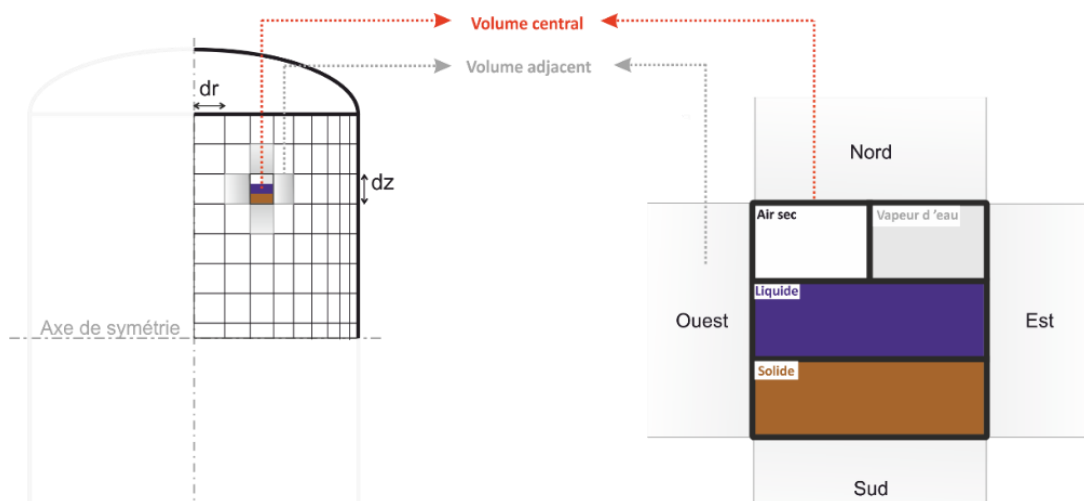 Volume central
Volume adjacent
dr
dz
Axe de symétrie
Nord
Air sec
Vapeur d 'eau
Liquide
Ouest
Est
Solide
Sud